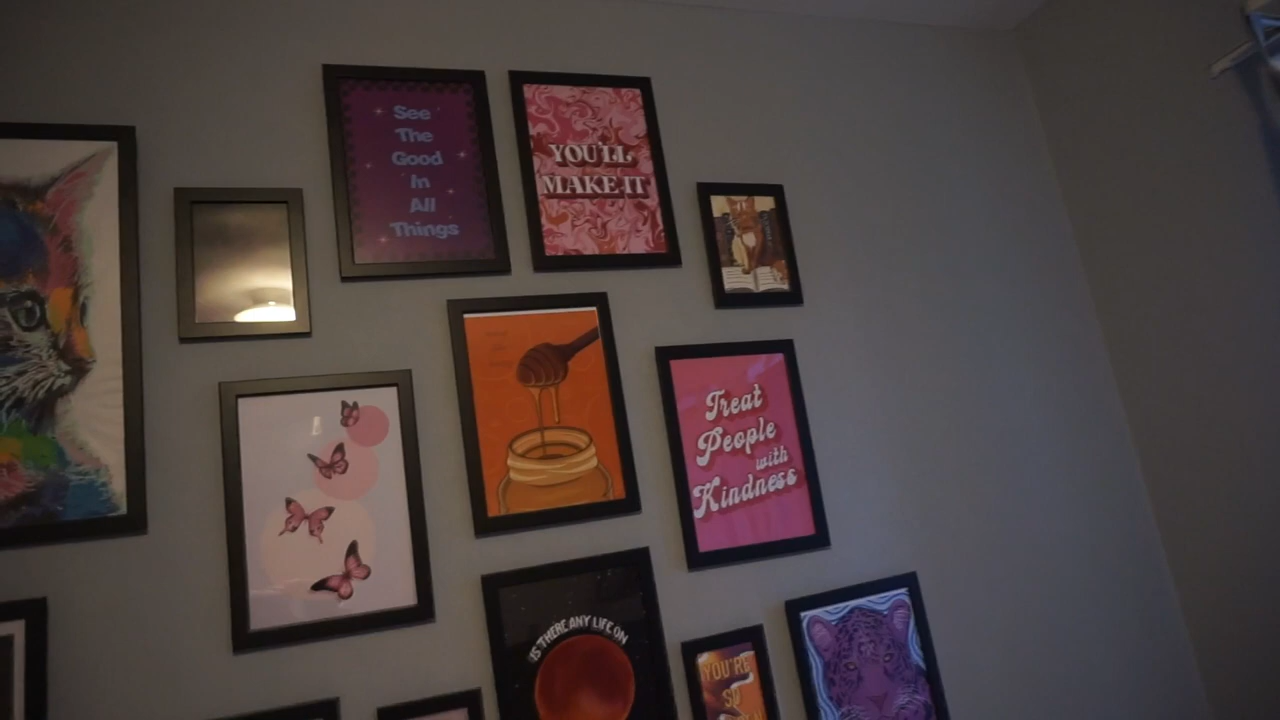 See
The
Good
In
All
Things
YOU'LL
MAKE IT
Treat
People
with
Kindness
IS THERE ANY LIFE ON
YOU'RE
SO